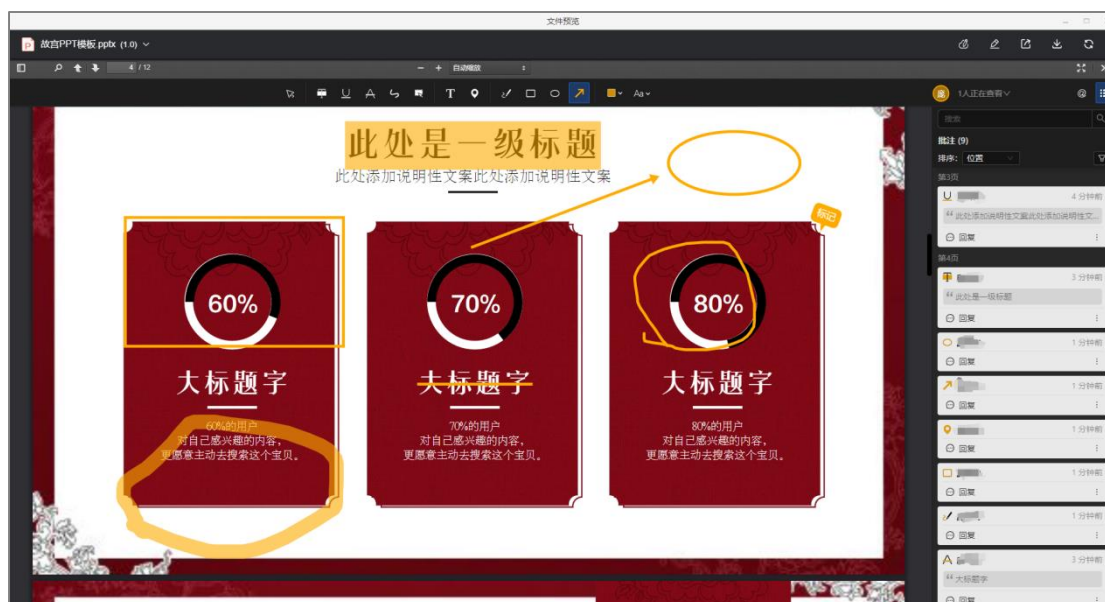 文件预览
故宫PPT模板.pptx (1.0)
4 / 12
自动缩放
T
Aa
1人正在查看
此处是一级标题
此处添加说明性文案此处添加说明性文案
标记
60%
大标题字
60%的用户
对自己感兴趣的内容，
更愿意主动去搜索这个宝贝。
70%
大标题字
70%的用户
对自己感兴趣的内容，
更愿意主动去搜索这个宝贝。
80%
大标题字
80%的用户
对自己感兴趣的内容，
更愿意主动去搜索这个宝贝。
搜索
批注 (9)
排序： 位置
第3页
4 分钟前
此处添加说明性文案此处添加说明性文...
回复
第4页
3 分钟前
此处是一级标题
回复
1 分钟前
回复
1 分钟前
回复
1 分钟前
回复
1 分钟前
回复
1 分钟前
回复
3 分钟前
大标题字
回复